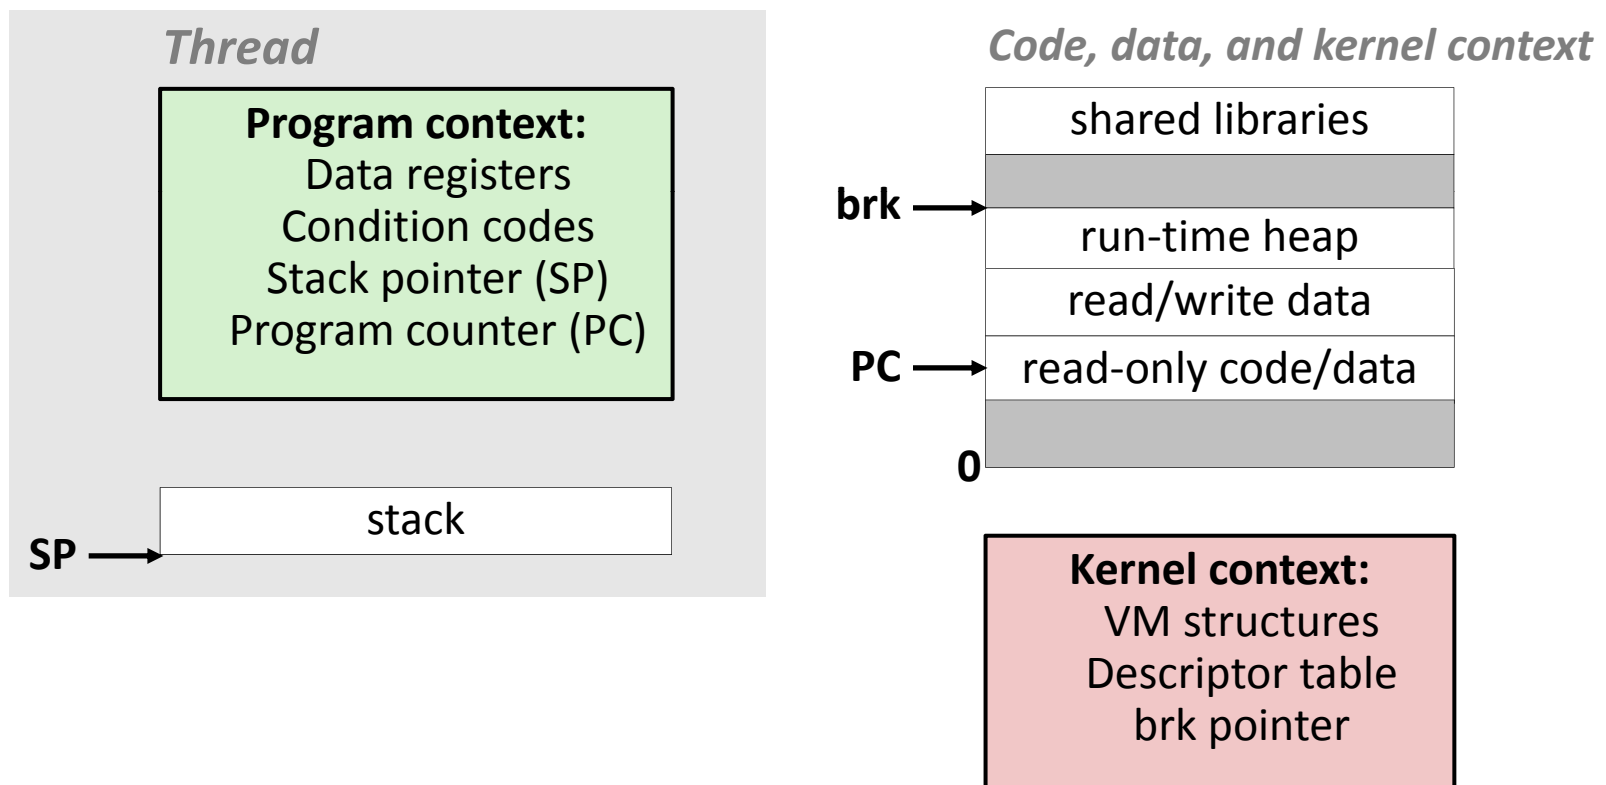 Thread
Program context:
Data registers
Condition codes
Stack pointer (SP)
Program counter (PC)
stack
SP
Code, data, and kernel context
shared libraries
brk
run-time heap
read/write data
PC
read-only code/data
0
Kernel context:
VM structures
Descriptor table
brk pointer